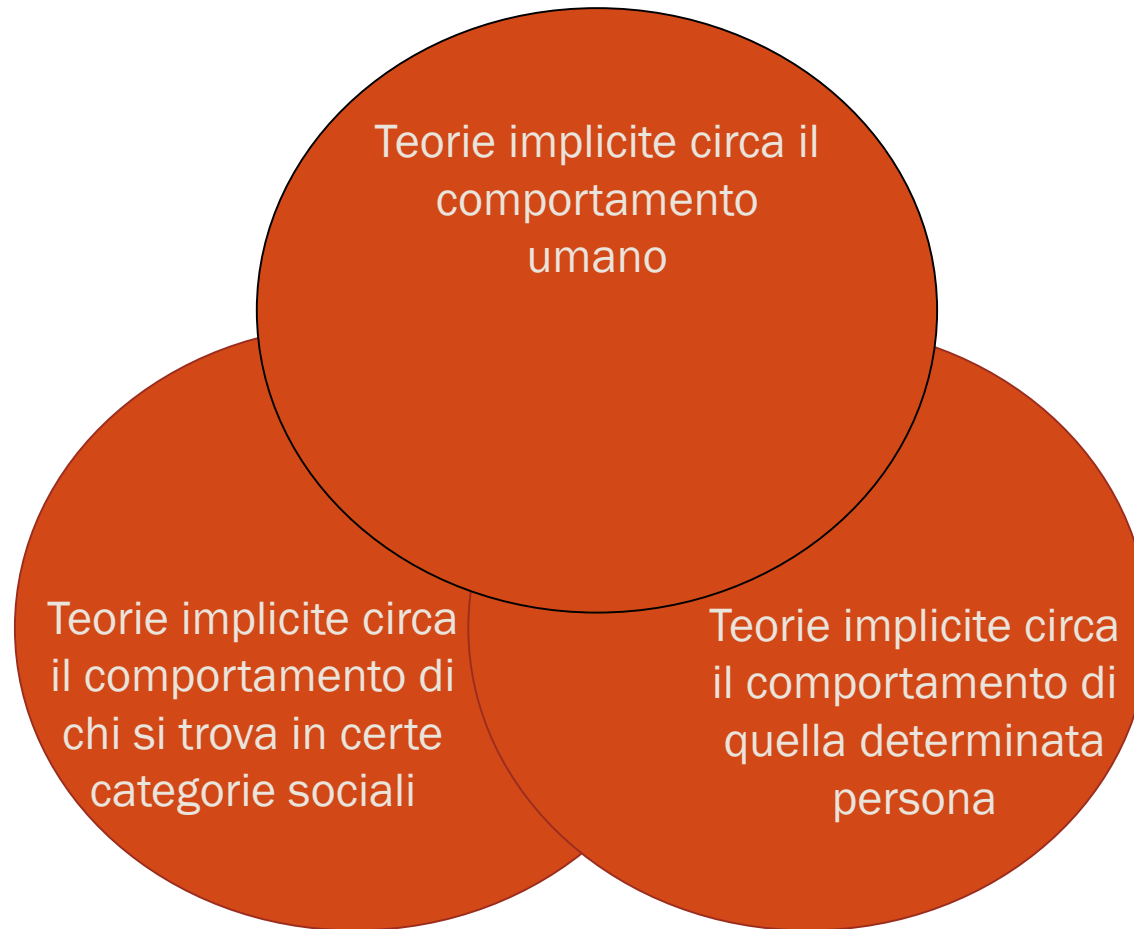 Teorie implicite circa il
comportamento
umano
Teorie implicite circa
il comportamento di
chi si trova in certe
categorie sociali
Teorie implicite circa
il comportamento di
quella determinata
persona